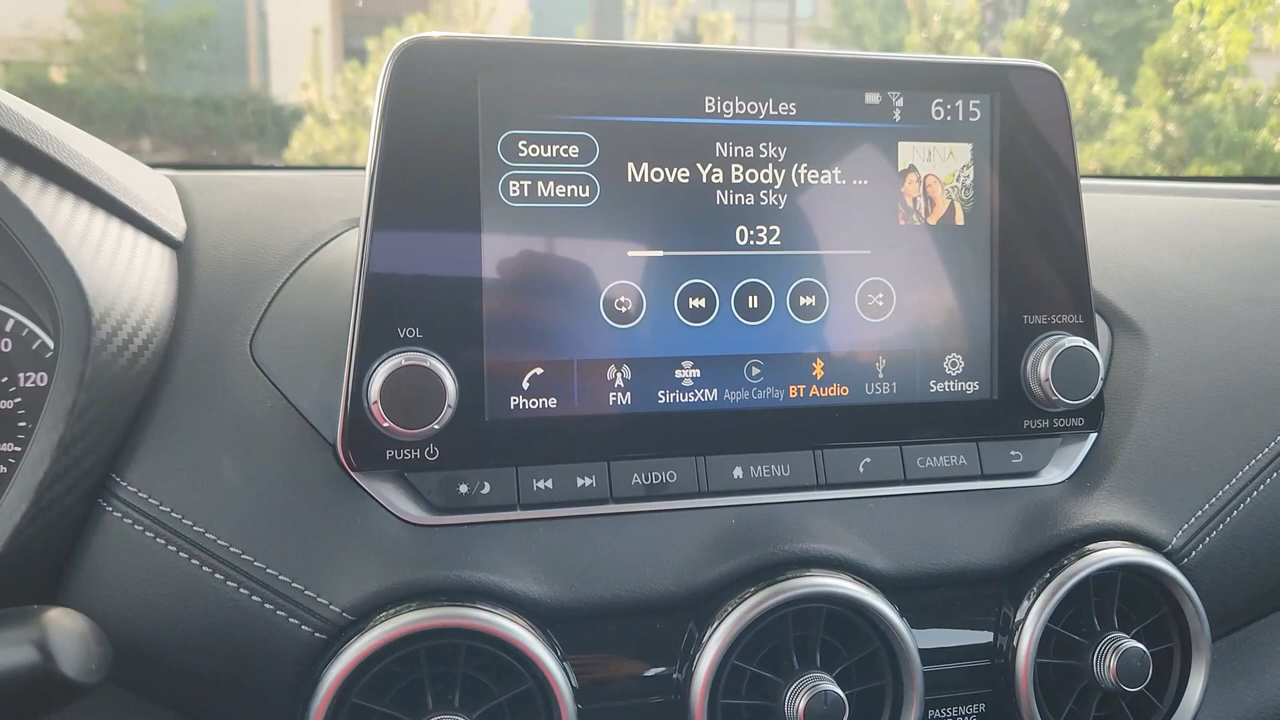 BigboyLes
6:15
Source
BT Menu
Nina Sky
Move Ya Body (feat. ...
Nina Sky
NINA
0:32
VOL
PUSH
TUNE·SCROLL
PUSH SOUND
Phone
FM
sxm
SiriusXM
Apple CarPlay
BT Audio
USB1
Settings
AUDIO
MENU
CAMERA
120
PASSENGER